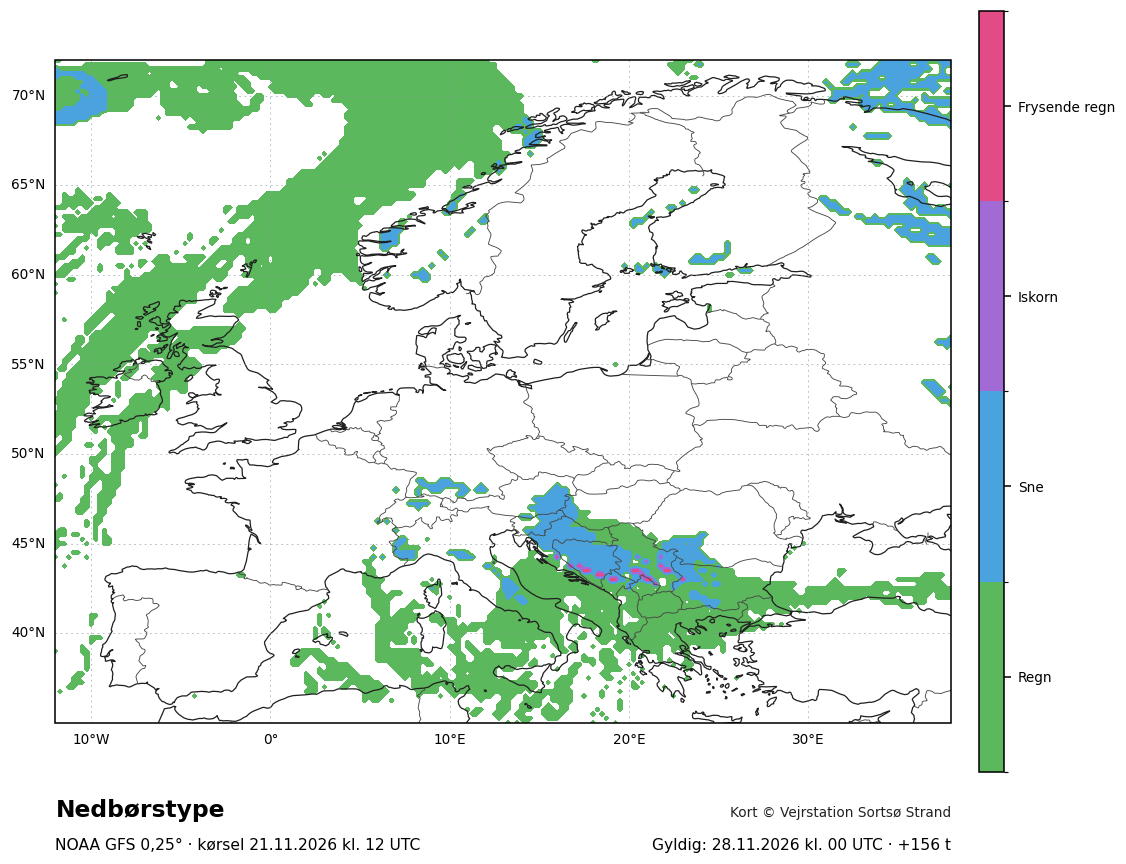 70°N
65°N
60°N
55°N
50°N
45°N
40°N
10°W
0°
10°E
20°E
30°E
Frysende regn
Iskorn
Sne
Regn
Nedbørstype
Kort © Vejrstation Sortsø Strand
NOAA GFS 0,25° · kørsel 21.11.2026 kl. 12 UTC
Gyldig: 28.11.2026 kl. 00 UTC · +156 t